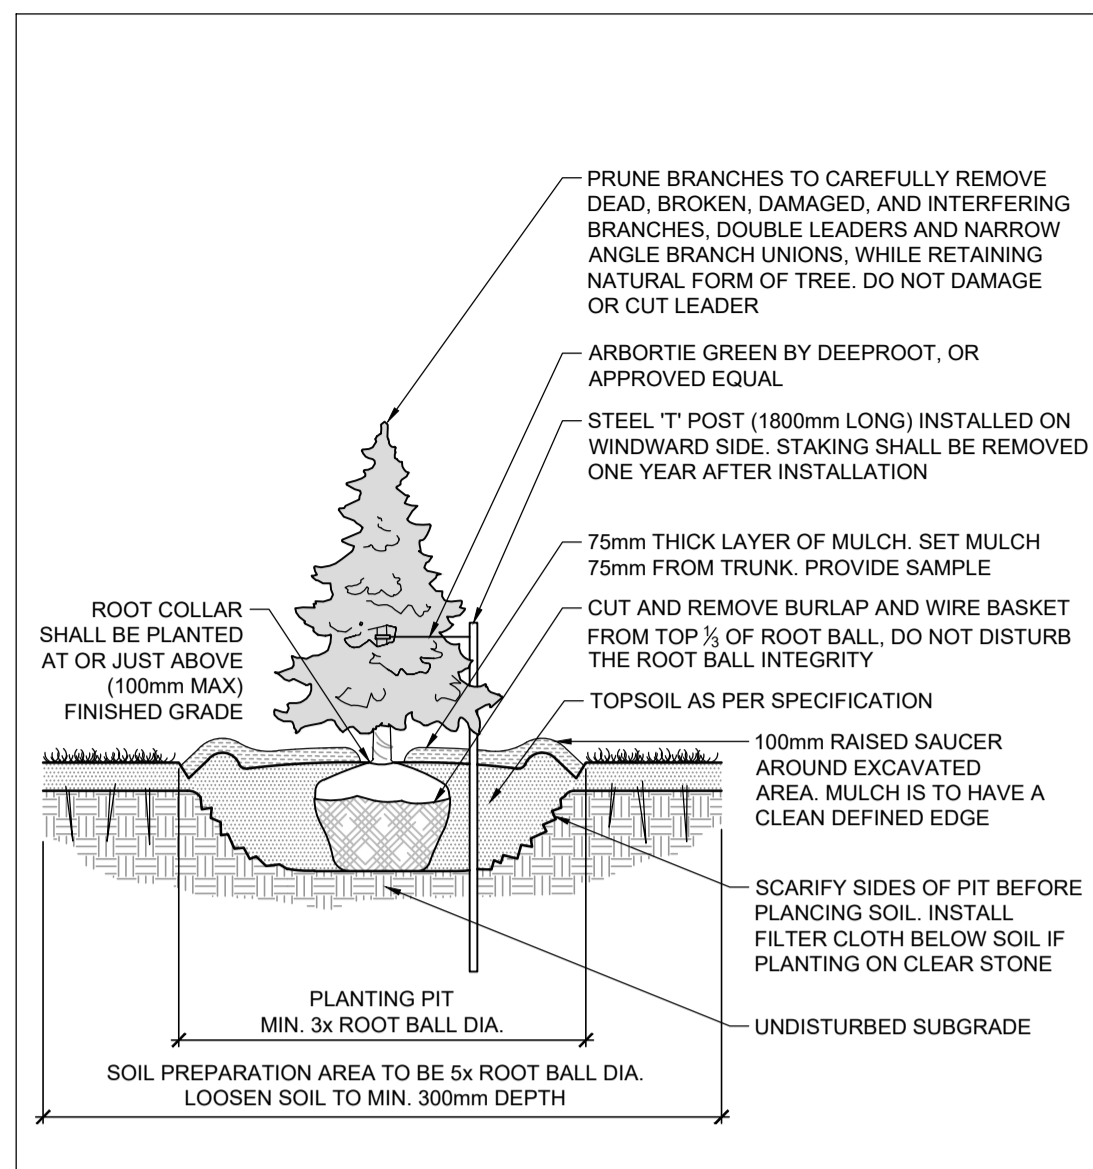 PRUNE BRANCHES TO CAREFULLY REMOVE
DEAD, BROKEN, DAMAGED, AND INTERFERING
BRANCHES, DOUBLE LEADERS AND NARROW
ANGLE BRANCH UNIONS, WHILE RETAINING
NATURAL FORM OF TREE. DO NOT DAMAGE
OR CUT LEADER
ARBORTIE GREEN BY DEEPROOT, OR
APPROVED EQUAL
STEEL 'T' POST (1800mm LONG) INSTALLED ON
WINDWARD SIDE. STAKING SHALL BE REMOVED
ONE YEAR AFTER INSTALLATION
75mm THICK LAYER OF MULCH. SET MULCH
75mm FROM TRUNK. PROVIDE SAMPLE
CUT AND REMOVE BURLAP AND WIRE BASKET
FROM TOP ⅓ OF ROOT BALL, DO NOT DISTURB
THE ROOT BALL INTEGRITY
ROOT COLLAR
SHALL BE PLANTED
AT OR JUST ABOVE
(100mm MAX)
FINISHED GRADE
TOPSOIL AS PER SPECIFICATION
100mm RAISED SAUCER
AROUND EXCAVATED
AREA. MULCH IS TO HAVE A
CLEAN DEFINED EDGE
SCARIFY SIDES OF PIT BEFORE
PLANCING SOIL. INSTALL
FILTER CLOTH BELOW SOIL IF
PLANTING ON CLEAR STONE
UNDISTURBED SUBGRADE
PLANTING PIT
MIN. 3x ROOT BALL DIA.
SOIL PREPARATION AREA TO BE 5x ROOT BALL DIA.
LOOSEN SOIL TO MIN. 300mm DEPTH